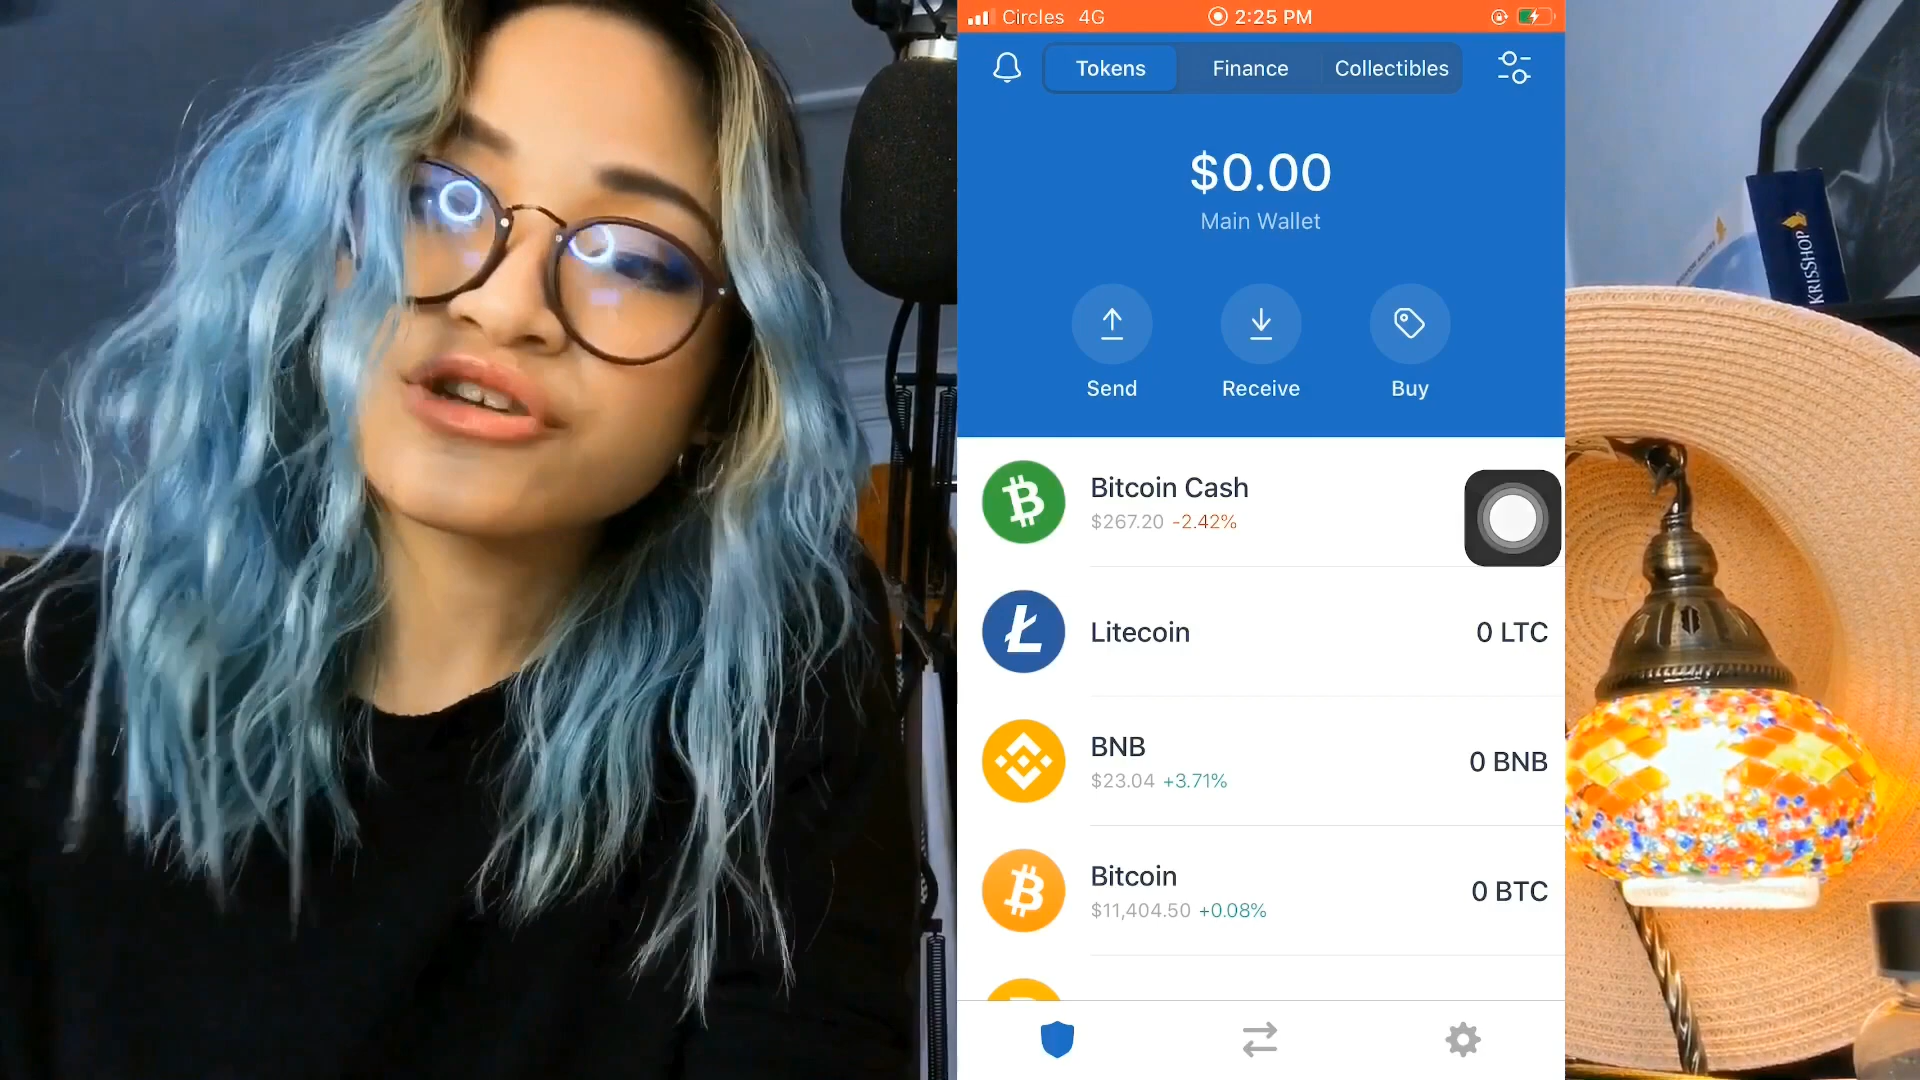 Circles 4G 2:25 PM
Tokens Finance Collectibles
$0.00
Main Wallet
Send Receive Buy
Bitcoin Cash
$267.20 -2.42%
Litecoin 0 LTC
BNB 0 BNB
$23.04 +3.71%
Bitcoin 0 BTC
$11,404.50 +0.08%
KRISSHOP